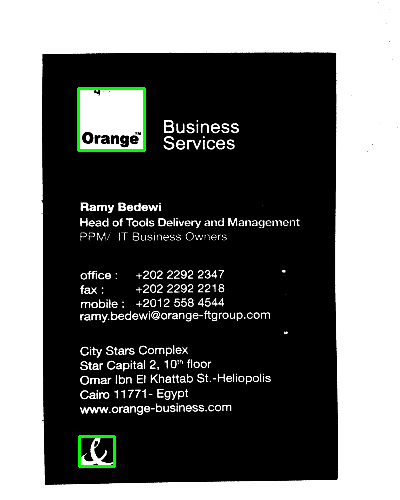 Orange™
Business
Services
Ramy Bedewi
Head of Tools Delivery and Management
PPM/ IT Business Owners
office : +202 2292 2347
fax : +202 2292 2218
mobile : +2012 558 4544
ramy.bedewi@orange-ftgroup.com
City Stars Complex
Star Capital 2, 10th floor
Omar Ibn El Khattab St.-Heliopolis
Cairo 11771- Egypt
www.orange-business.com
&